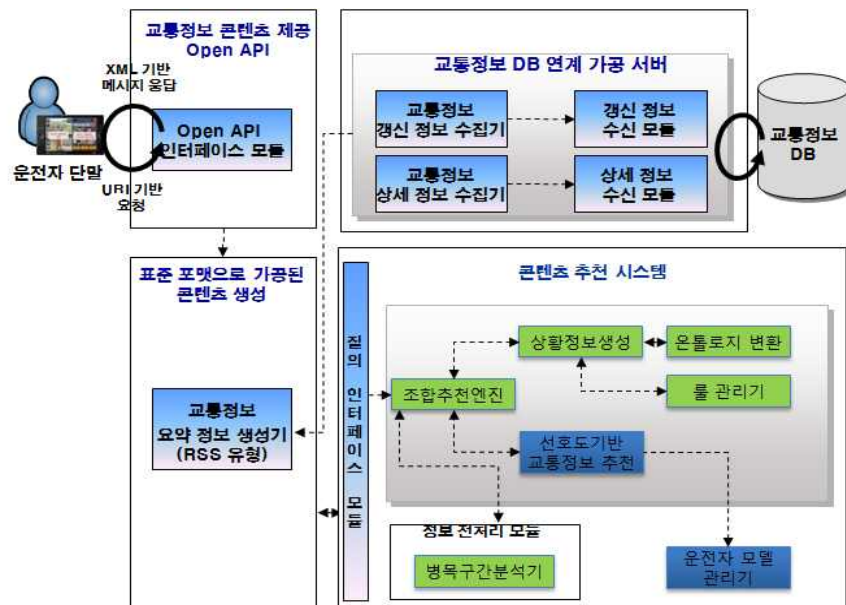 교통정보 콘텐츠 제공
Open API
XML 기반
메시지 응답
Open API
인터페이스 모듈
운전자 단말
URI 기반
요청
교통정보 DB 연계 가공 서버
교통정보
갱신 정보 수집기
갱신 정보
수신 모듈
교통정보
상세 정보 수집기
상세 정보
수신 모듈
교통정보
DB
표준 포맷으로 가공된
콘텐츠 생성
교통정보
요약 정보 생성기
(RSS 유형)
질의 인터페이스 모듈
콘텐츠 추천 시스템
상황정보생성
온톨로지 변환
조합추천엔진
룰 관리기
선호도기반
교통정보 추천
정보 전처리 모듈
병목구간분석기
운전자 모델
관리기